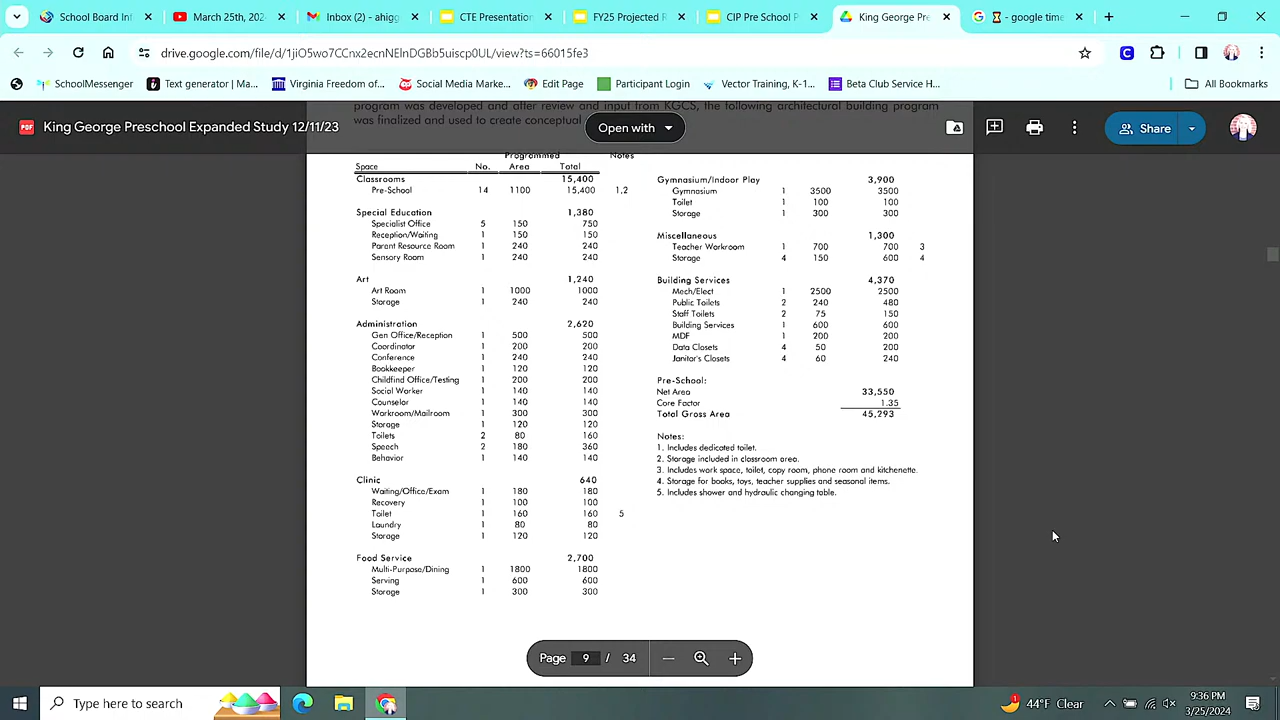 School Board Inf
March 25th, 202
Inbox (2) - ahigg
CTE Presentation
FY25 Projected R
CIP Pre School P
King George Pre
- google time
drive.google.com/file/d/1jiO5wo7CCnx2ecnNElnDGBb5uiscp0UL/view?ts=66015fe3
SchoolMessenger
Text generator | Ma...
Virginia Freedom of...
Social Media Marke...
Edit Page
Participant Login
Vector Training, K-1...
Beta Club Service H...
All Bookmarks
program was developed and after review and input from KGCS, the following architectural building program
was finalized and used to create conceptual
PDF King George Preschool Expanded Study 12/11/23
Open with
Share
Programmed Notes
Space No. Area Total
Classrooms 15,400
Pre-School 14 1100 15,400 1,2
Special Education 1,380
Specialist Office 5 150 750
Reception/Waiting 1 150 150
Parent Resource Room 1 240 240
Sensory Room 1 240 240
Art 1,240
Art Room 1 1000 1000
Storage 1 240 240
Administration 2,620
Gen Office/Reception 1 500 500
Coordinator 1 200 200
Conference 1 240 240
Bookkeeper 1 120 120
Childfind Office/Testing 1 200 200
Social Worker 1 140 140
Counselor 1 140 140
Workroom/Mailroom 1 300 300
Storage 1 120 120
Toilets 2 80 160
Speech 2 180 360
Behavior 1 140 140
Clinic 640
Waiting/Office/Exam 1 180 180
Recovery 1 100 100
Toilet 1 160 160 5
Laundry 1 80 80
Storage 1 120 120
Food Service 2,700
Multi-Purpose/Dining 1 1800 1800
Serving 1 600 600
Storage 1 300 300
Gymnasium/Indoor Play 3,900
Gymnasium 1 3500 3500
Toilet 1 100 100
Storage 1 300 300
Miscellaneous 1,300
Teacher Workroom 1 700 700 3
Storage 4 150 600 4
Building Services 4,370
Mech/Elect 1 2500 2500
Public Toilets 2 240 480
Staff Toilets 2 75 150
Building Services 1 600 600
MDF 1 200 200
Data Closets 4 50 200
Janitor's Closets 4 60 240
Pre-School:
Net Area 33,550
Core Factor 1.35
Total Gross Area 45,293
Notes:
1. Includes dedicated toilet.
2. Storage included in classroom area.
3. Includes work space, toilet, copy room, phone room and kitchenette.
4. Storage for books, toys, teacher supplies and seasonal items.
5. Includes shower and hydraulic changing table.
Page 9 / 34
Type here to search
44°F Clear
9:36 PM
3/25/2024